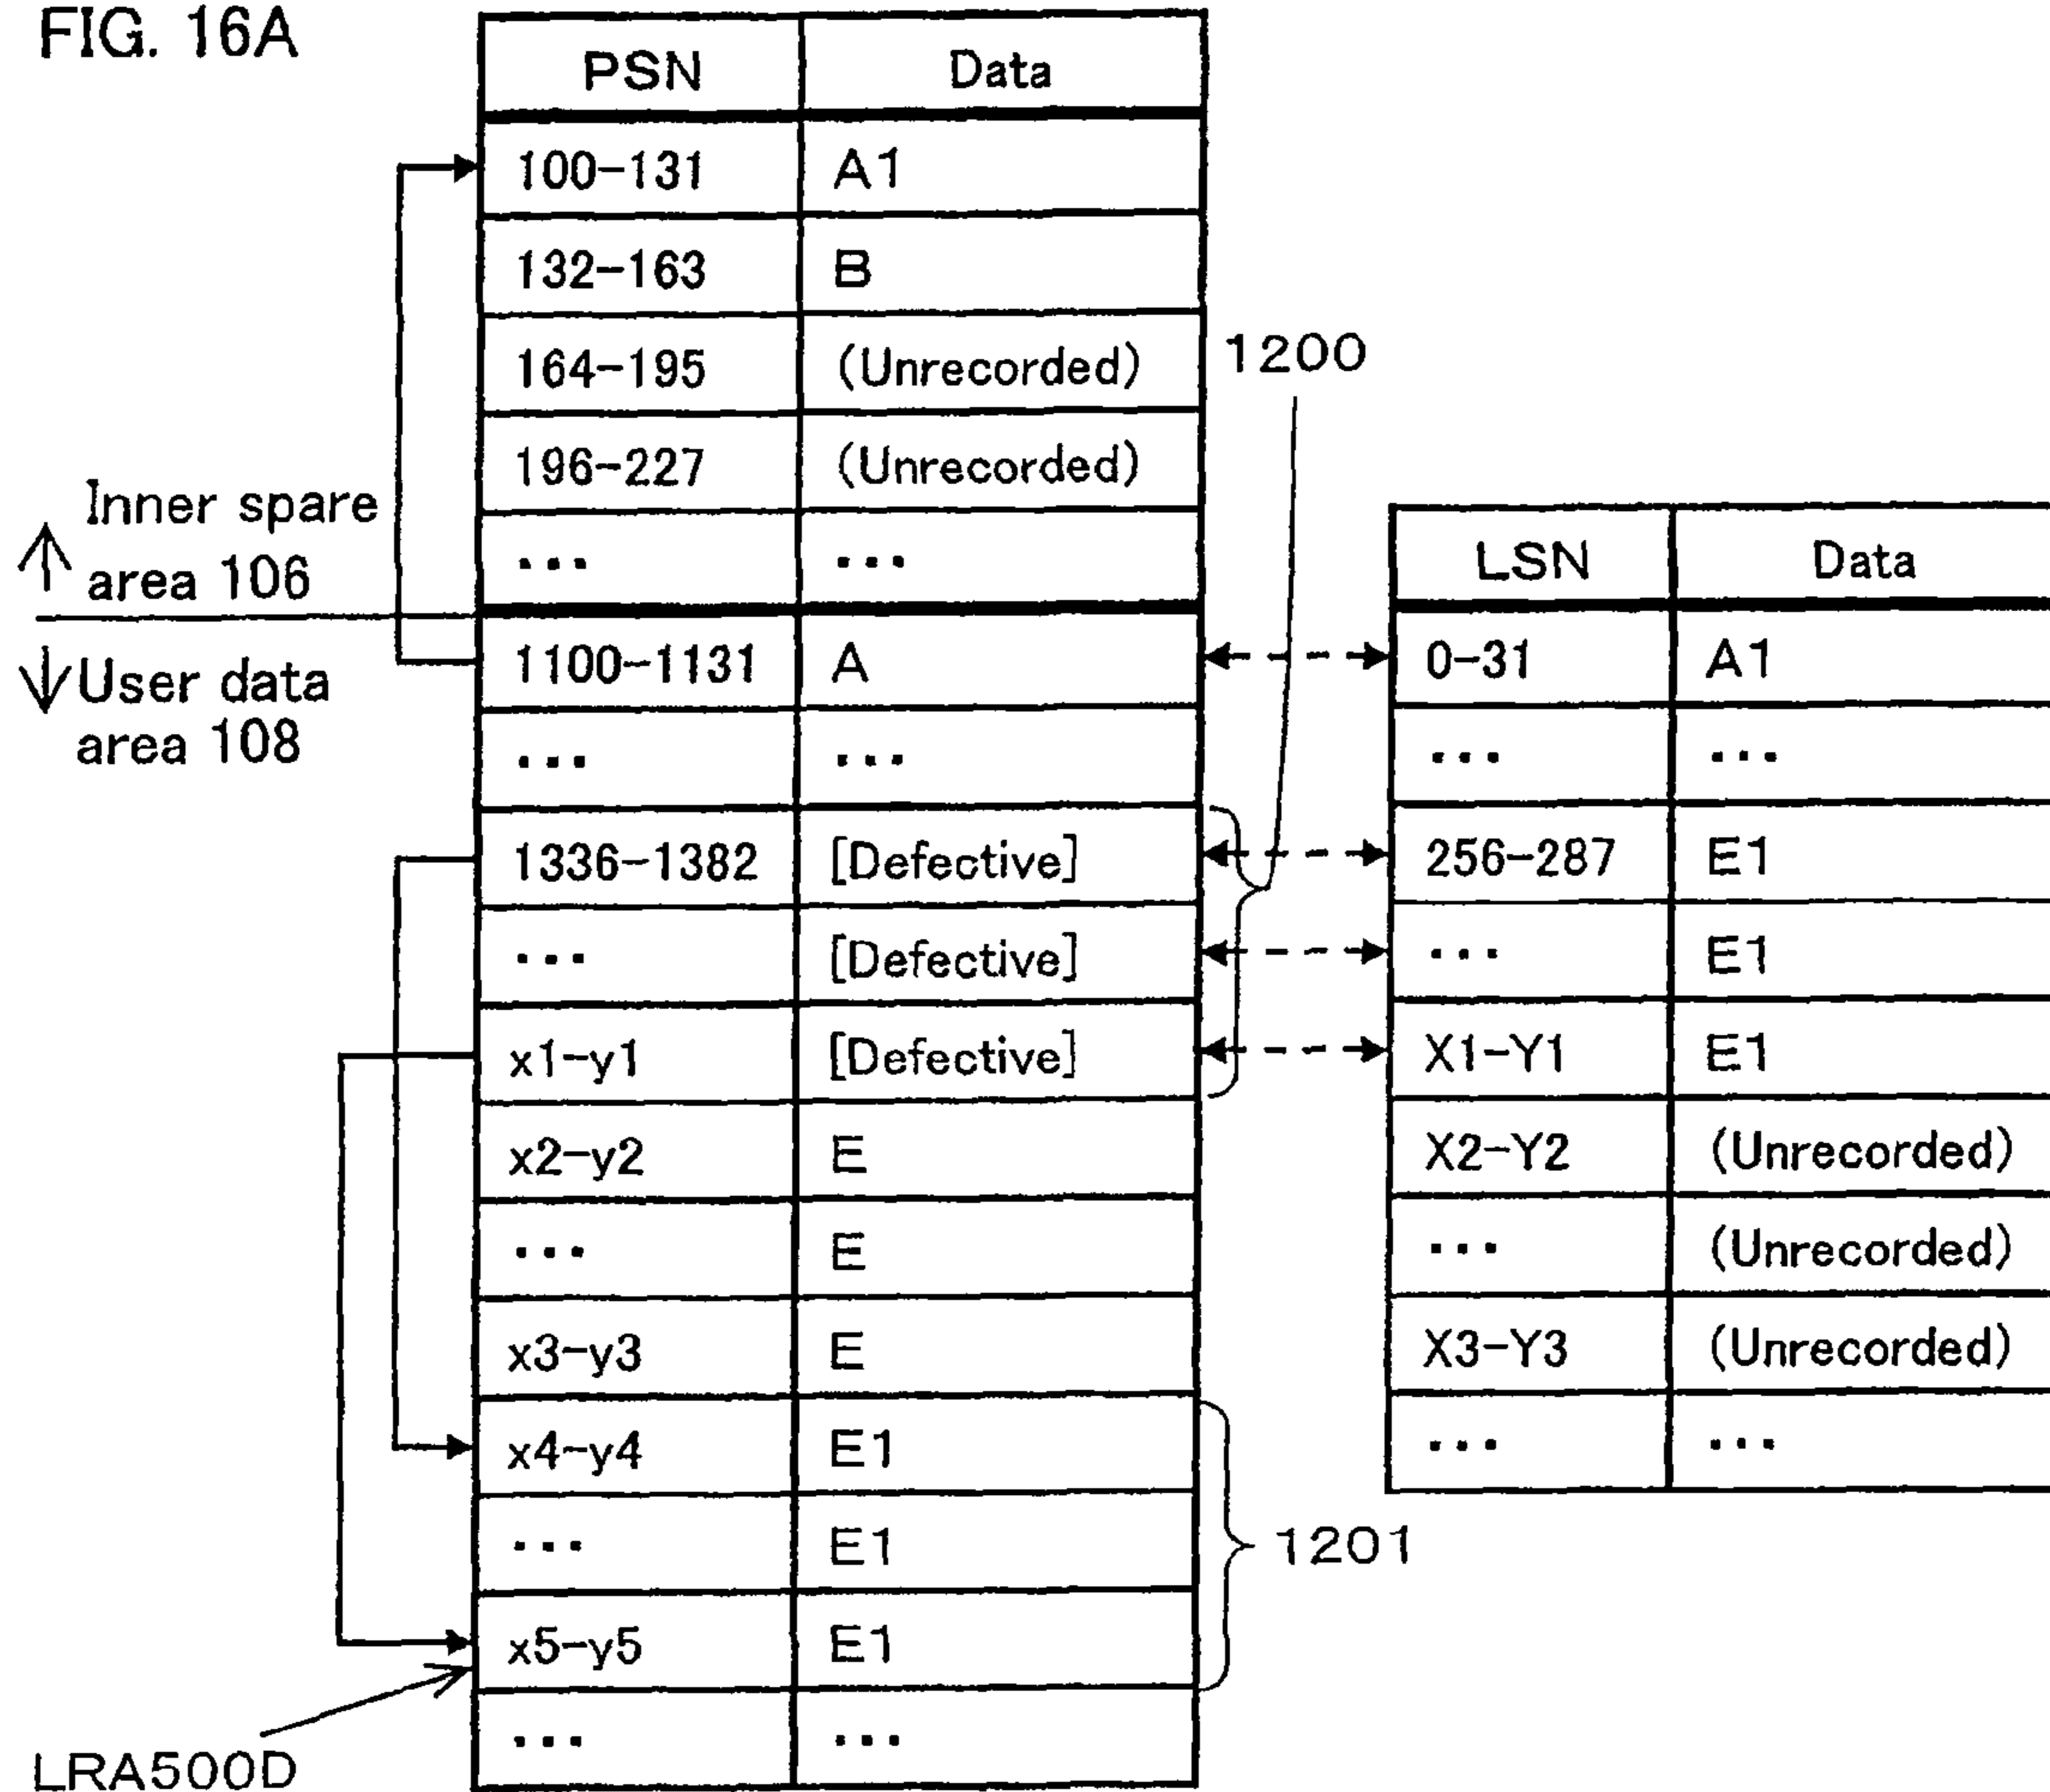 FIG. 16A
PSN Data
100-131 A1
132-163 B
164-195 (Unrecorded)
196-227 (Unrecorded)
... ...
1100-1131 A
... ...
1336-1382 [Defective]
... [Defective]
x1-y1 [Defective]
x2-y2 E
... E
x3-y3 E
x4-y4 E1
... E1
x5-y5 E1
... ...
Inner spare
area 106
User data
area 108
LRA500D
1200
1201
LSN Data
0-31 A1
... ...
256-287 E1
... E1
X1-Y1 E1
X2-Y2 (Unrecorded)
... (Unrecorded)
X3-Y3 (Unrecorded)
... ...